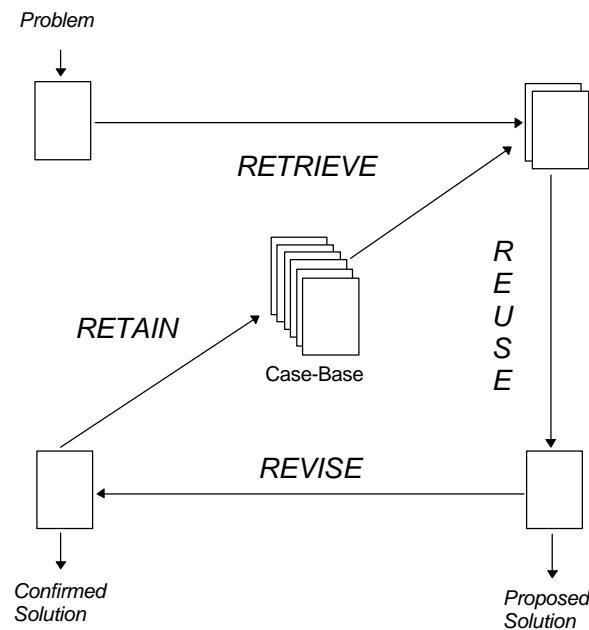 Problem
RETRIEVE
R
E
U
S
E
RETAIN
Case-Base
REVISE
Confirmed
Solution
Proposed
Solution